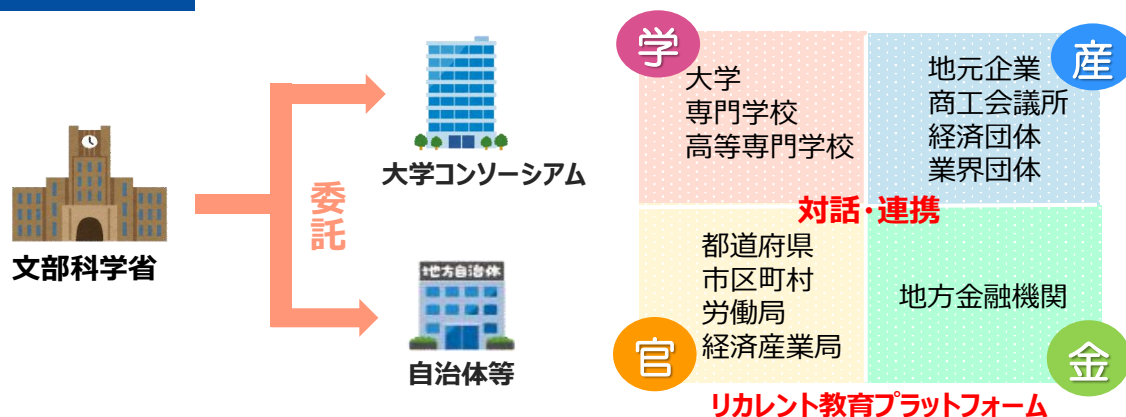 文部科学省
委託
大学コンソーシアム
地方自治体
自治体等
学
大学
専門学校
高等専門学校
産
地元企業
商工会議所
経済団体
業界団体
対話・連携
官
都道府県
市区町村
労働局
経済産業局
金
地方金融機関
リカレント教育プラットフォーム